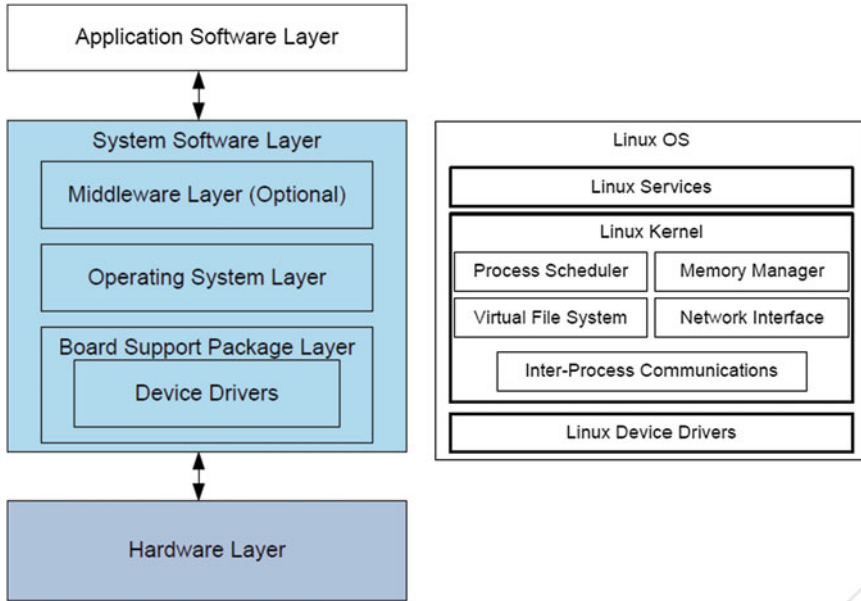 Application Software Layer
System Software Layer
Middleware Layer (Optional)
Operating System Layer
Board Support Package Layer
Device Drivers
Hardware Layer
Linux OS
Linux Services
Linux Kernel
Process Scheduler
Memory Manager
Virtual File System
Network Interface
Inter-Process Communications
Linux Device Drivers